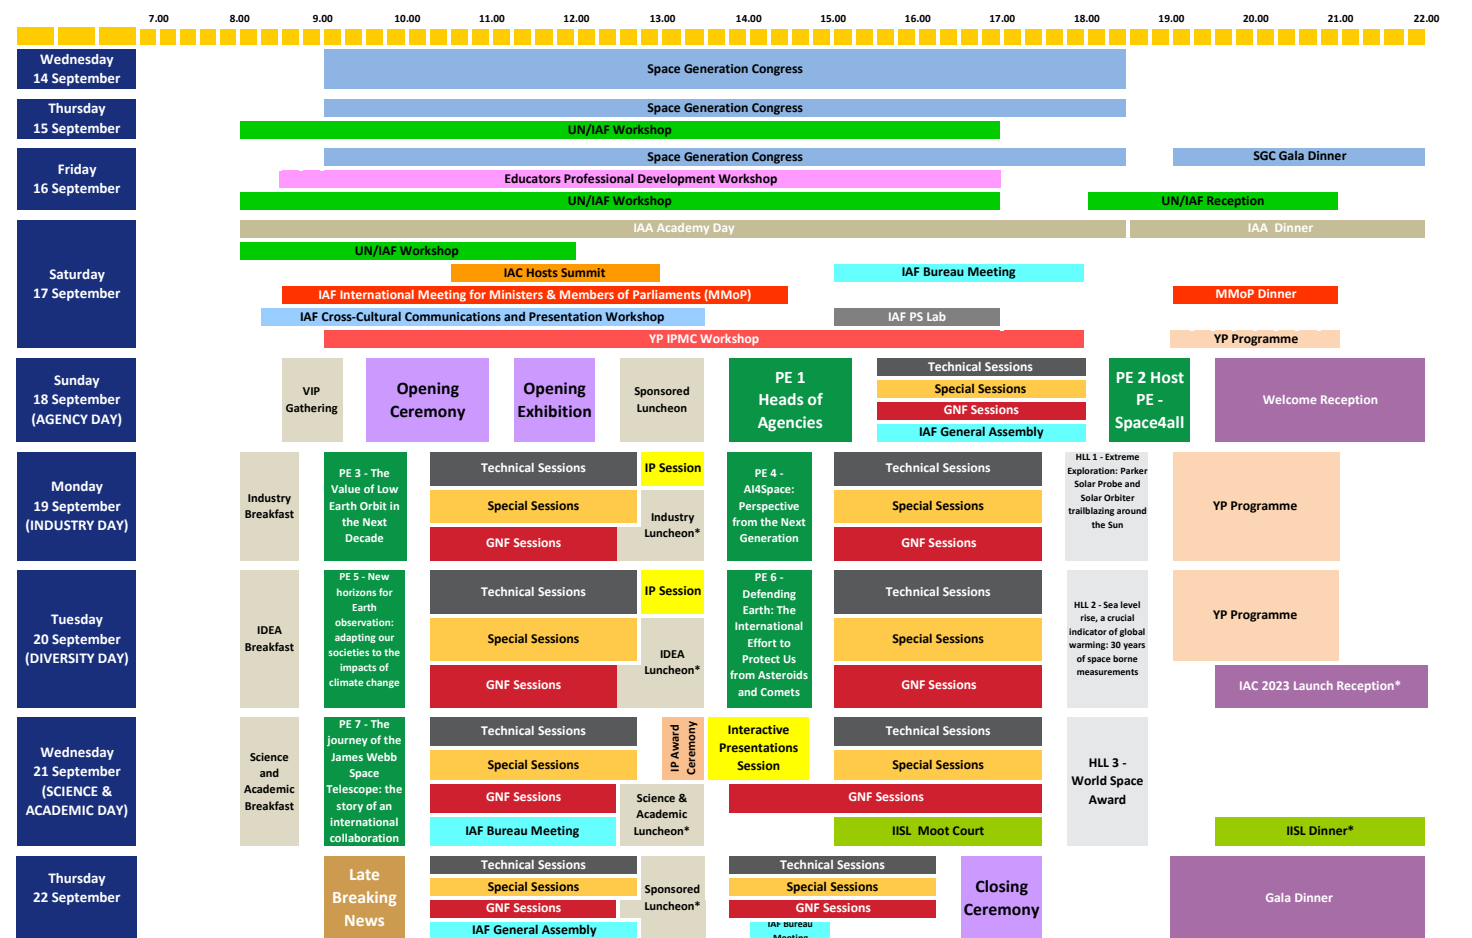 7.00 8.00 9.00 10.00 11.00 12.00 13.00 14.00 15.00 16.00 17.00 18.00 19.00 20.00 21.00 22.00
Wednesday
14 September
Space Generation Congress
Thursday
15 September
Space Generation Congress
UN/IAF Workshop
Friday
16 September
Space Generation Congress
SGC Gala Dinner
Educators Professional Development Workshop
UN/IAF Workshop
UN/IAF Reception
Saturday
17 September
IAA Academy Day
IAA Dinner
UN/IAF Workshop
IAC Hosts Summit
IAF Bureau Meeting
IAF International Meeting for Ministers & Members of Parliaments (MMoP)
MMoP Dinner
IAF Cross-Cultural Communications and Presentation Workshop
IAF PS Lab
YP IPMC Workshop
YP Programme
Sunday
18 September
(AGENCY DAY)
VIP
Gathering
Opening
Ceremony
Opening
Exhibition
Sponsored
Luncheon
PE 1
Heads of
Agencies
Technical Sessions
Special Sessions
GNF Sessions
IAF General Assembly
PE 2 Host
PE -
Space4all
Welcome Reception
Monday
19 September
(INDUSTRY DAY)
Industry
Breakfast
PE 3 - The
Value of Low
Earth Orbit in
the Next
Decade
Technical Sessions
Special Sessions
GNF Sessions
IP Session
Industry
Luncheon*
PE 4 -
AI4Space:
Perspective
from the Next
Generation
Technical Sessions
Special Sessions
GNF Sessions
HLL 1 - Extreme
Exploration: Parker
Solar Probe and
Solar Orbiter
trailblazing around
the Sun
YP Programme
Tuesday
20 September
(DIVERSITY DAY)
IDEA
Breakfast
PE 5 - New
horizons for
Earth
observation:
adapting our
societies to the
impacts of
climate change
Technical Sessions
Special Sessions
GNF Sessions
IP Session
IDEA
Luncheon*
PE 6 -
Defending
Earth: The
International
Effort to
Protect Us
from Asteroids
and Comets
Technical Sessions
Special Sessions
GNF Sessions
HLL 2 - Sea level
rise, a crucial
indicator of global
warming: 30 years
of space borne
measurements
YP Programme
IAC 2023 Launch Reception*
Wednesday
21 September
(SCIENCE &
ACADEMIC DAY)
Science
and
Academic
Breakfast
PE 7 - The
journey of the
James Webb
Space
Telescope: the
story of an
international
collaboration
Technical Sessions
Special Sessions
GNF Sessions
IAF Bureau Meeting
IP Award
Ceremony
Science &
Academic
Luncheon*
Interactive
Presentations
Session
Technical Sessions
Special Sessions
GNF Sessions
IISL Moot Court
HLL 3 -
World Space
Award
IISL Dinner*
Thursday
22 September
Late
Breaking
News
Technical Sessions
Special Sessions
GNF Sessions
IAF General Assembly
Sponsored
Luncheon*
Technical Sessions
Special Sessions
GNF Sessions
IAF Bureau
Meeting
Closing
Ceremony
Gala Dinner